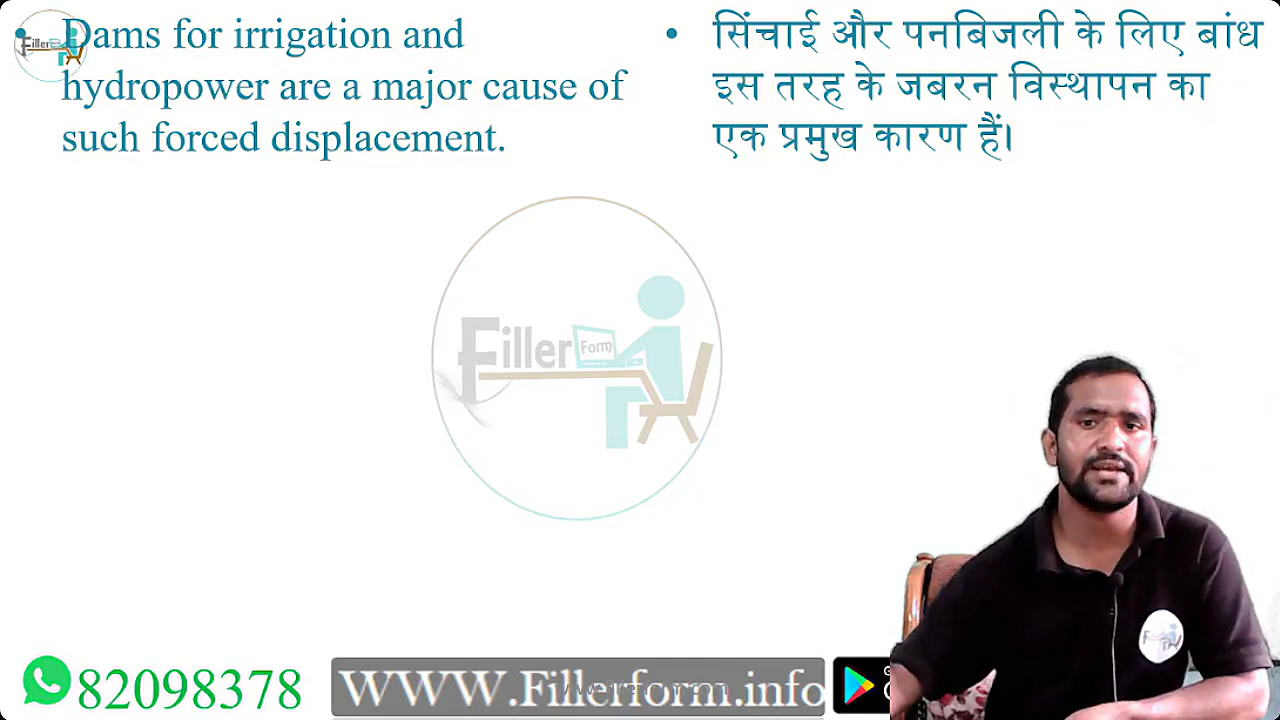 Dams for irrigation and
hydropower are a major cause of
such forced displacement.
सिंचाई और पनबिजली के लिए बांध
इस तरह के जबरन विस्थापन का
एक प्रमुख कारण हैं।
Filler Form
82098378
WWW.Fillerform.info